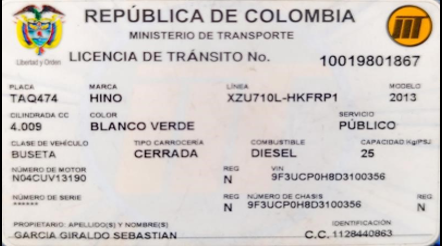 REPÚBLICA DE COLOMBIA
MINISTERIO DE TRANSPORTE
Libertad y Orden
LICENCIA DE TRÁNSITO No. 10019801867
PLACA MARCA LÍNEA MODELO
TAQ474 HINO XZU710L-HKFRP1 2013
CILINDRADA CC COLOR SERVICIO
4.009 BLANCO VERDE PÚBLICO
CLASE DE VEHÍCULO TIPO CARROCERÍA COMBUSTIBLE CAPACIDAD Kg/PSJ
BUSETA CERRADA DIESEL 25
NÚMERO DE MOTOR REG VIN
N04CUV13190 N 9F3UCP0H8D3100356
NÚMERO DE SERIE REG NÚMERO DE CHASIS REG
****** N 9F3UCP0H8D3100356 N
PROPIETARIO: APELLIDO(S) Y NOMBRE(S) IDENTIFICACIÓN
GARCIA GIRALDO SEBASTIAN C.C. 1128440863